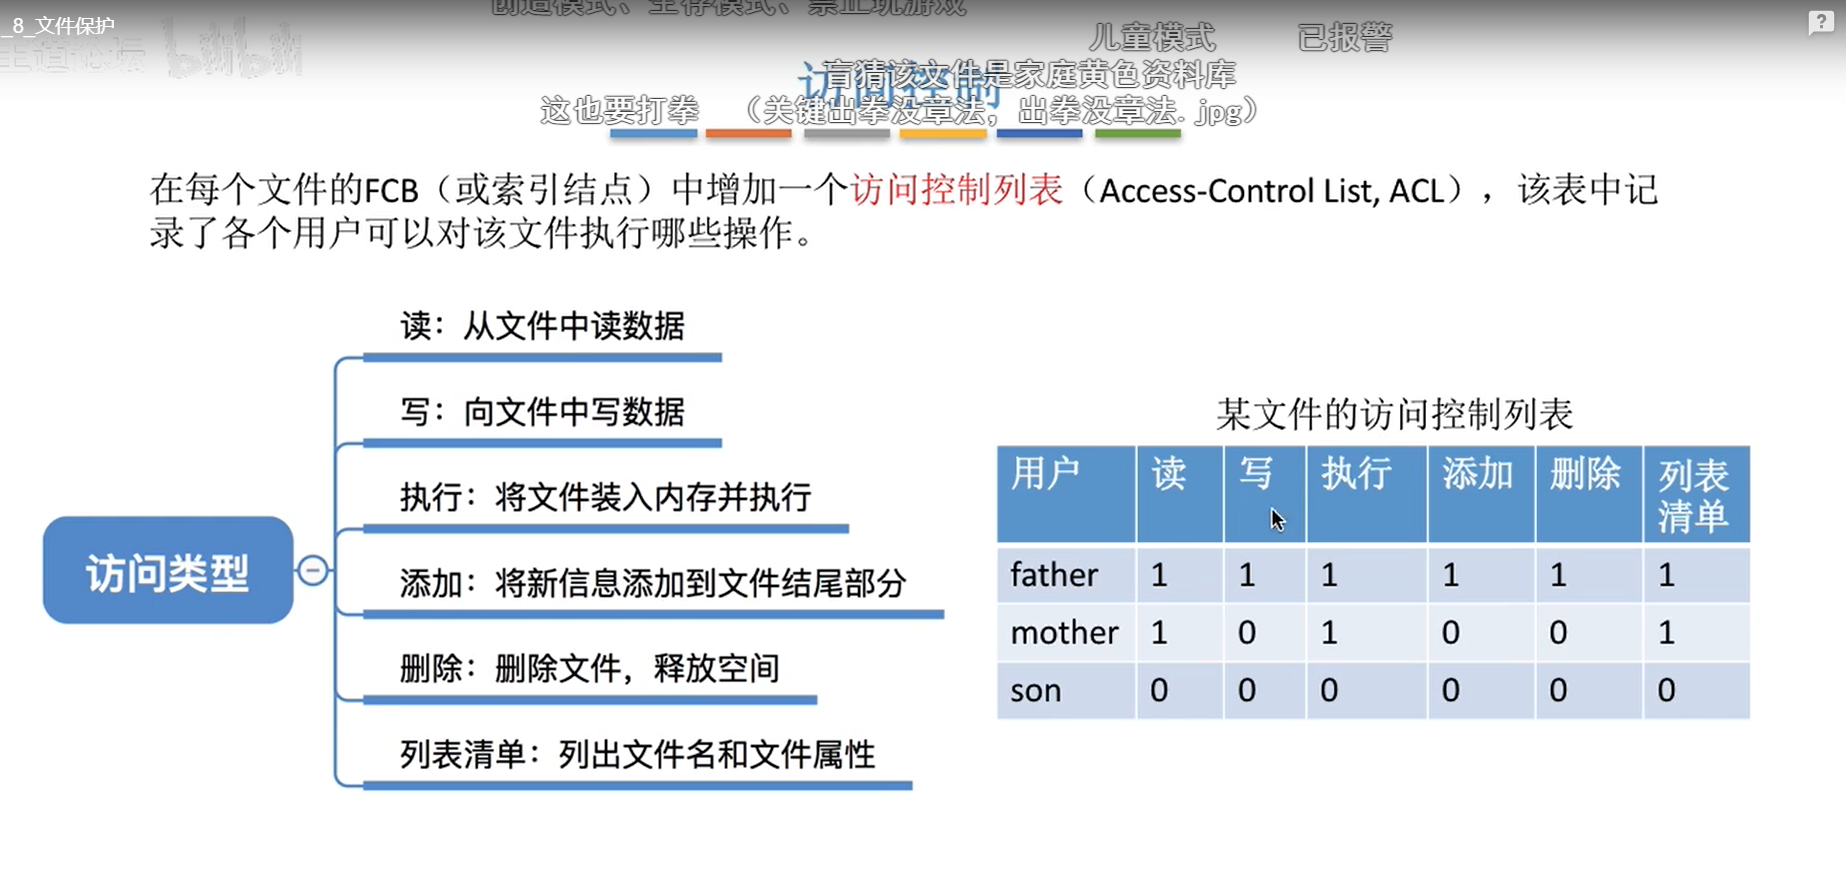 创造模式、生存模式、禁止玩游戏
_8_文件保护
王道论坛 bilibili
儿童模式 已报警
访问控制
盲猜该文件是家庭黄色资料库
这也要打拳 （关键出拳没章法，出拳没章法. jpg）
在每个文件的FCB（或索引结点）中增加一个访问控制列表（Access-Control List, ACL），该表中记
录了各个用户可以对该文件执行哪些操作。
访问类型
读：从文件中读数据
写：向文件中写数据
执行：将文件装入内存并执行
添加：将新信息添加到文件结尾部分
删除：删除文件，释放空间
列表清单：列出文件名和文件属性
某文件的访问控制列表
用户 读 写 执行 添加 删除 列表
清单
father 1 1 1 1 1 1
mother 1 0 1 0 0 1
son 0 0 0 0 0 0